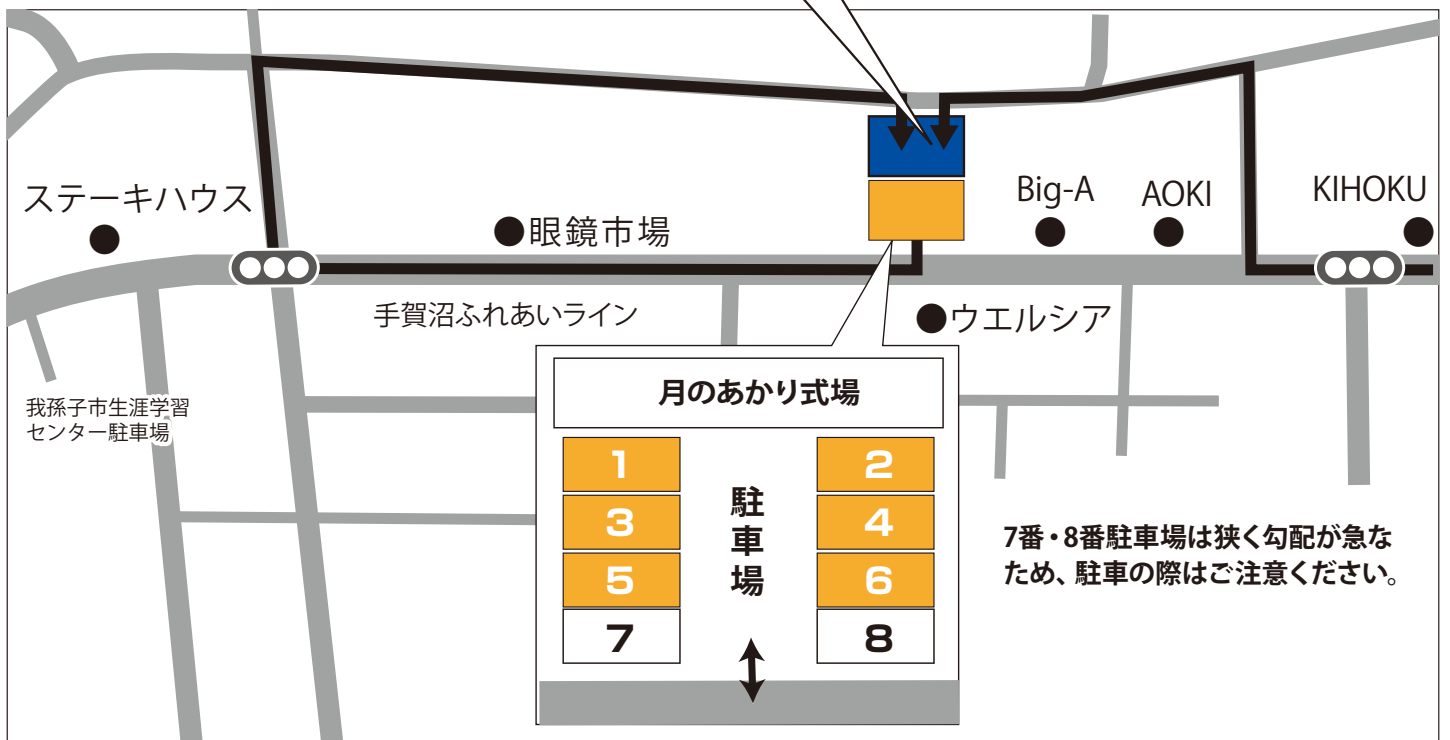 ステーキハウス
眼鏡市場
Big-A
AOKI
KIHOKU
手賀沼ふれあいライン
ウエルシア
我孫子市生涯学習
センター駐車場
月のあかり式場
1
2
3
4
5
6
7
8
駐車場
7番・8番駐車場は狭く勾配が急な
ため、駐車の際はご注意ください。